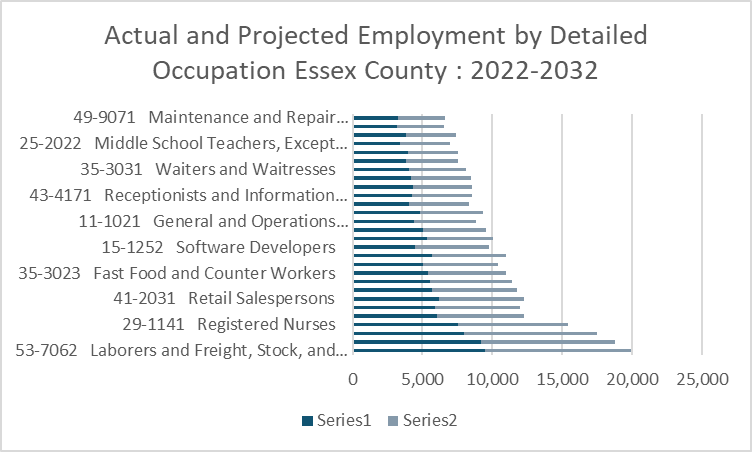 Actual and Projected Employment by Detailed
Occupation Essex County : 2022-2032
49-9071 Maintenance and Repair...
25-2022 Middle School Teachers, Except...
35-3031 Waiters and Waitresses
43-4171 Receptionists and Information...
11-1021 General and Operations...
15-1252 Software Developers
35-3023 Fast Food and Counter Workers
41-2031 Retail Salespersons
29-1141 Registered Nurses
53-7062 Laborers and Freight, Stock, and...
0 5,000 10,000 15,000 20,000 25,000
Series1 Series2